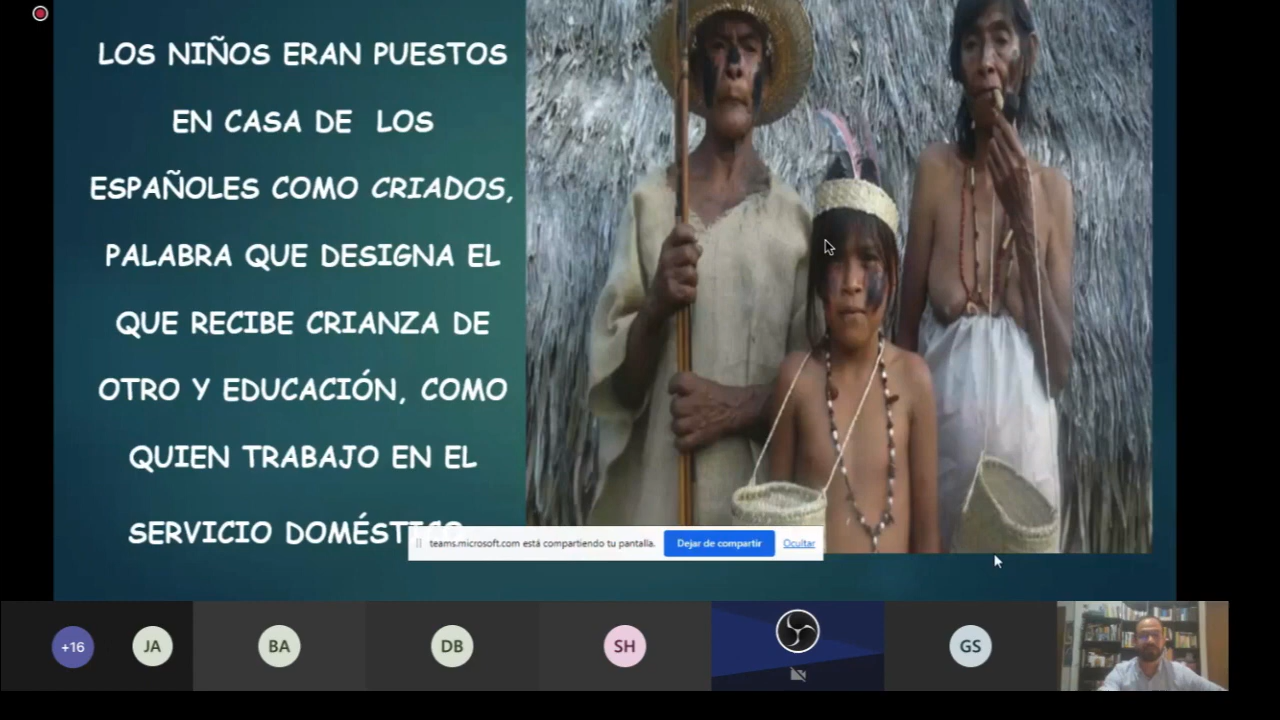 LOS NIÑOS ERAN PUESTOS
EN CASA DE LOS
ESPAÑOLES COMO CRIADOS,
PALABRA QUE DESIGNA EL
QUE RECIBE CRIANZA DE
OTRO Y EDUCACIÓN, COMO
QUIEN TRABAJO EN EL
SERVICIO DOMÉSTICO
teams.microsoft.com está compartiendo tu pantalla. Dejar de compartir Ocultar
+16 JA BA DB SH GS